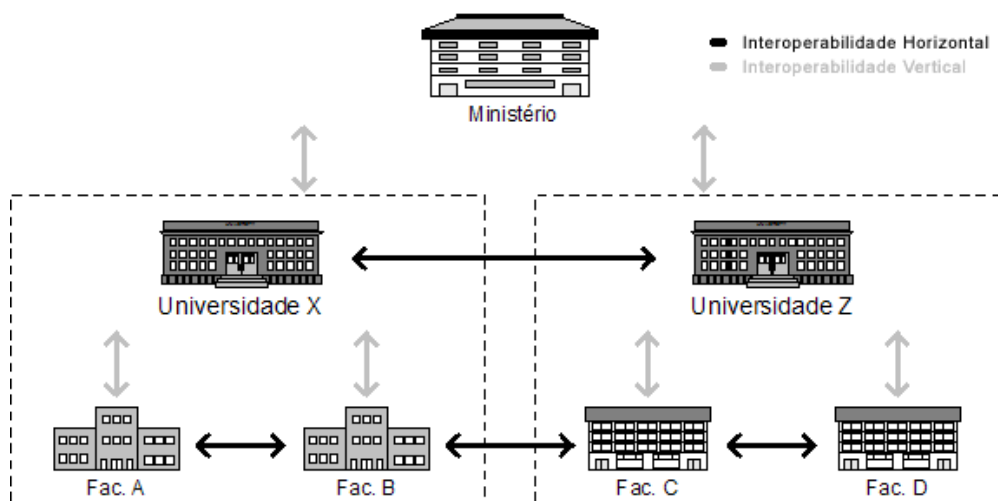 Interoperabilidade Horizontal
Interoperabilidade Vertical
Ministério
Universidade X
Universidade Z
Fac. A
Fac. B
Fac. C
Fac. D